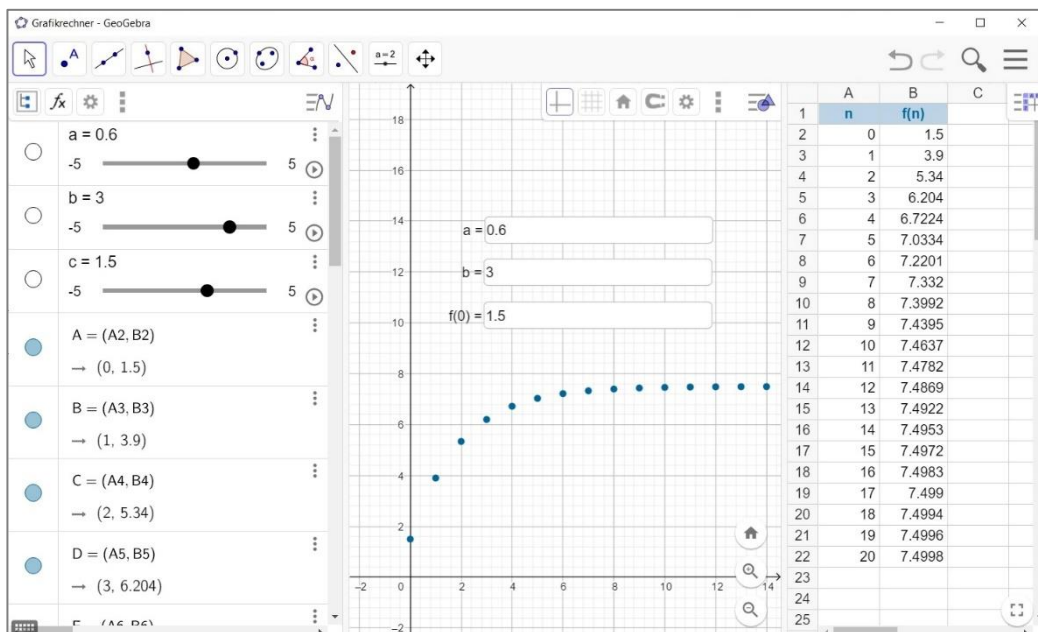 Grafikrechner - GeoGebra
A
α
a=2
fx
a = 0.6
-5 5
b = 3
-5 5
c = 1.5
-5 5
A = (A2, B2)
→ (0, 1.5)
B = (A3, B3)
→ (1, 3.9)
C = (A4, B4)
→ (2, 5.34)
D = (A5, B5)
→ (3, 6.204)
E = (A6, B6)
18
16
14
12
10
8
6
4
2
-2
-2 0 2 4 6 8 10 12 14
a = 0.6
b = 3
f(0) = 1.5
A B C
1 n f(n)
2 0 1.5
3 1 3.9
4 2 5.34
5 3 6.204
6 4 6.7224
7 5 7.0334
8 6 7.2201
9 7 7.332
10 8 7.3992
11 9 7.4395
12 10 7.4637
13 11 7.4782
14 12 7.4869
15 13 7.4922
16 14 7.4953
17 15 7.4972
18 16 7.4983
19 17 7.499
20 18 7.4994
21 19 7.4996
22 20 7.4998
23
24
25